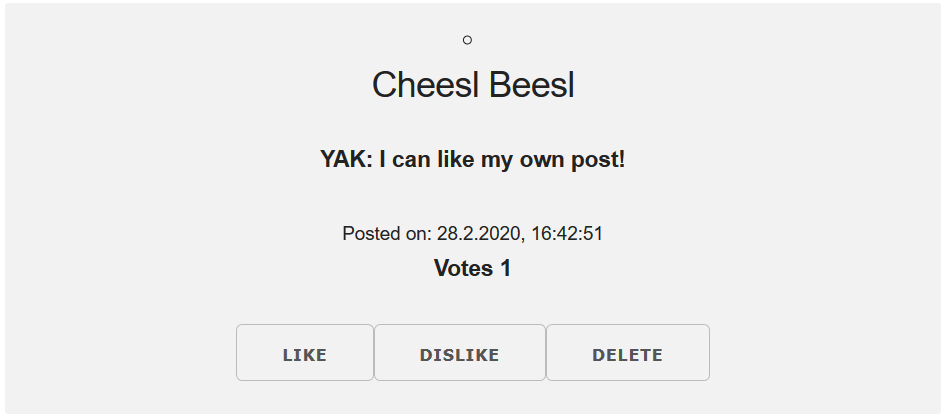 Cheesl Beesl
YAK: I can like my own post!
Posted on: 28.2.2020, 16:42:51
Votes 1
LIKE DISLIKE DELETE